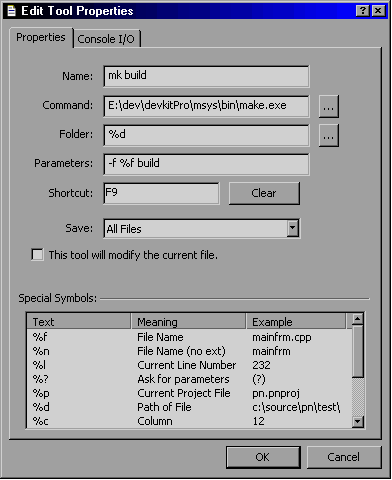 Edit Tool Properties
Properties Console I/O
Name: mk build
Command: E:\dev\devkitPro\msys\bin\make.exe ...
Folder: %d ...
Parameters: -f %f build
Shortcut: F9 Clear
Save: All Files
This tool will modify the current file.
Special Symbols:
Text Meaning Example
%f File Name mainfrm.cpp
%n File Name (no ext) mainfrm
%l Current Line Number 232
%? Ask for parameters (?)
%p Current Project File pn.pnproj
%d Path of File c:\source\pn\test\
%c Column 12
OK Cancel